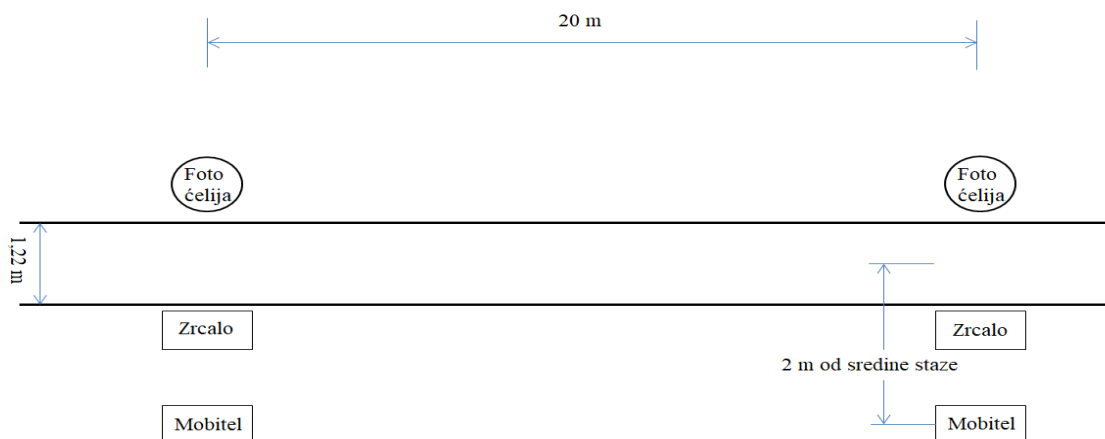 20 m
Foto
ćelija
Foto
ćelija
1,22 m
Zrcalo
Zrcalo
2 m od sredine staze
Mobitel
Mobitel